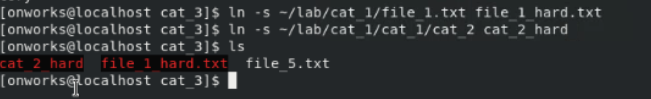 [onworks@localhost cat_3]$ ln -s ~/lab/cat_1/file_1.txt file_1_hard.txt
[onworks@localhost cat_3]$ ln -s ~/lab/cat_1/cat_1/cat_2 cat_2_hard
[onworks@localhost cat_3]$ ls
cat_2_hard file_1_hard.txt file_5.txt
[onworks@localhost cat_3]$